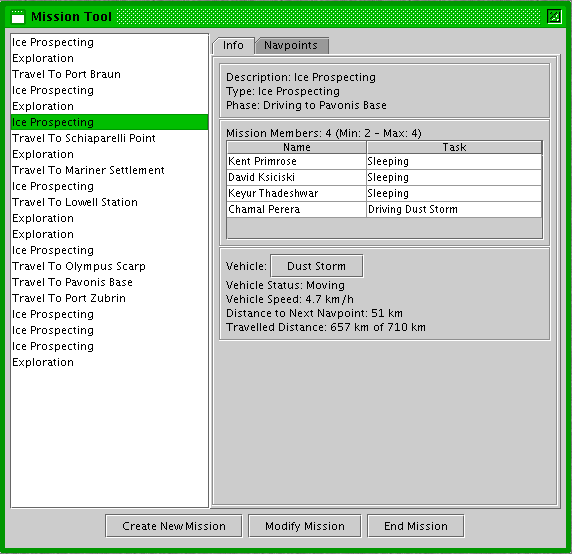 Mission Tool
Ice Prospecting
Exploration
Travel To Port Braun
Ice Prospecting
Exploration
Ice Prospecting
Travel To Schiaparelli Point
Exploration
Travel To Mariner Settlement
Ice Prospecting
Travel To Lowell Station
Exploration
Exploration
Ice Prospecting
Travel To Olympus Scarp
Travel To Pavonis Base
Travel To Port Zubrin
Ice Prospecting
Ice Prospecting
Ice Prospecting
Exploration
Info Navpoints
Description: Ice Prospecting
Type: Ice Prospecting
Phase: Driving to Pavonis Base
Mission Members: 4 (Min: 2 – Max: 4)
Name Task
Kent Primrose Sleeping
David Ksiciski Sleeping
Keyur Thadeshwar Sleeping
Chamal Perera Driving Dust Storm
Vehicle: Dust Storm
Vehicle Status: Moving
Vehicle Speed: 4.7 km/h
Distance to Next Navpoint: 51 km
Travelled Distance: 657 km of 710 km
Create New Mission Modify Mission End Mission